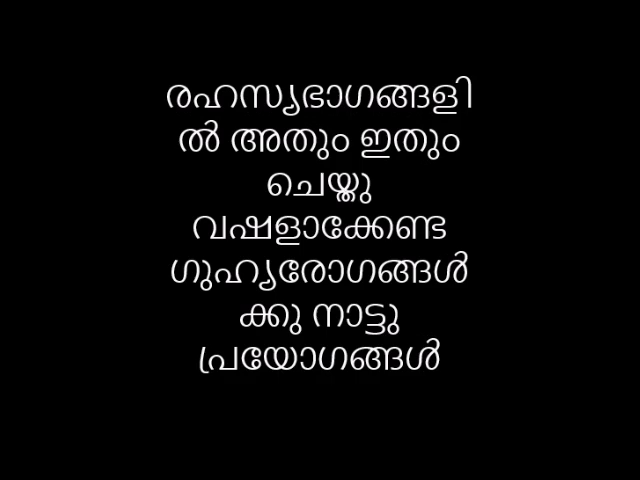 രഹസ്യഭാഗങ്ങളി
ൽ അതും ഇതും
ചെയ്തു
വഷളാക്കേണ്ട
ഗുഹ്യരോഗങ്ങൾ
ക്കു നാട്ടു
പ്രയോഗങ്ങൾ